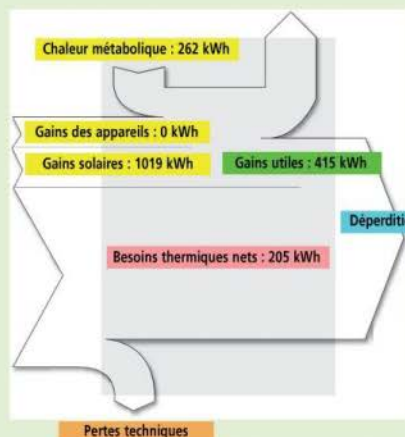 Chaleur métabolique : 262 kWh
Gains des appareils : 0 kWh
Gains solaires : 1019 kWh
Gains utiles : 415 kWh
Besoins thermiques nets : 205 kWh
Pertes techniques